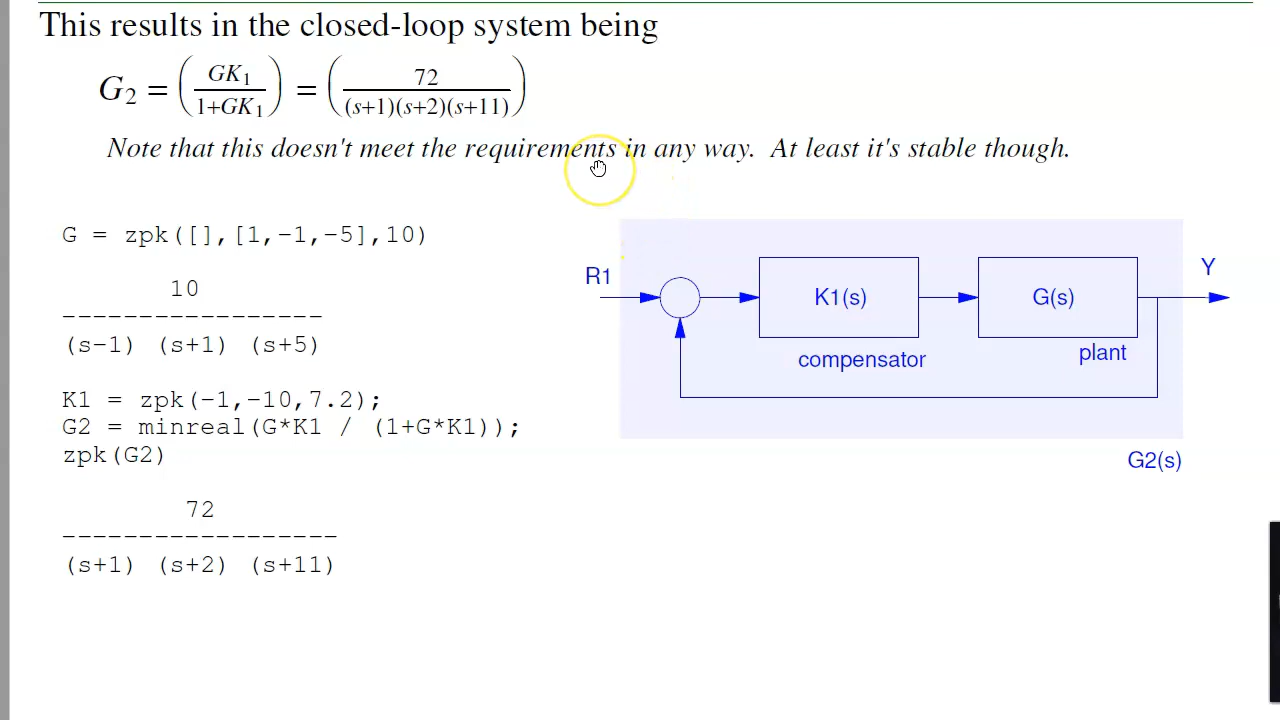 This results in the closed-loop system being
G2 = (GK1 / 1+GK1) = (72 / (s+1)(s+2)(s+11))
Note that this doesn't meet the requirements in any way. At least it's stable though.
G = zpk([],[1,-1,-5],10)
10
-----------------
(s-1) (s+1) (s+5)
K1 = zpk(-1,-10,7.2);
G2 = minreal(G*K1 / (1+G*K1));
zpk(G2)
72
------------------
(s+1) (s+2) (s+11)
R1
K1(s)
G(s)
Y
compensator
plant
G2(s)